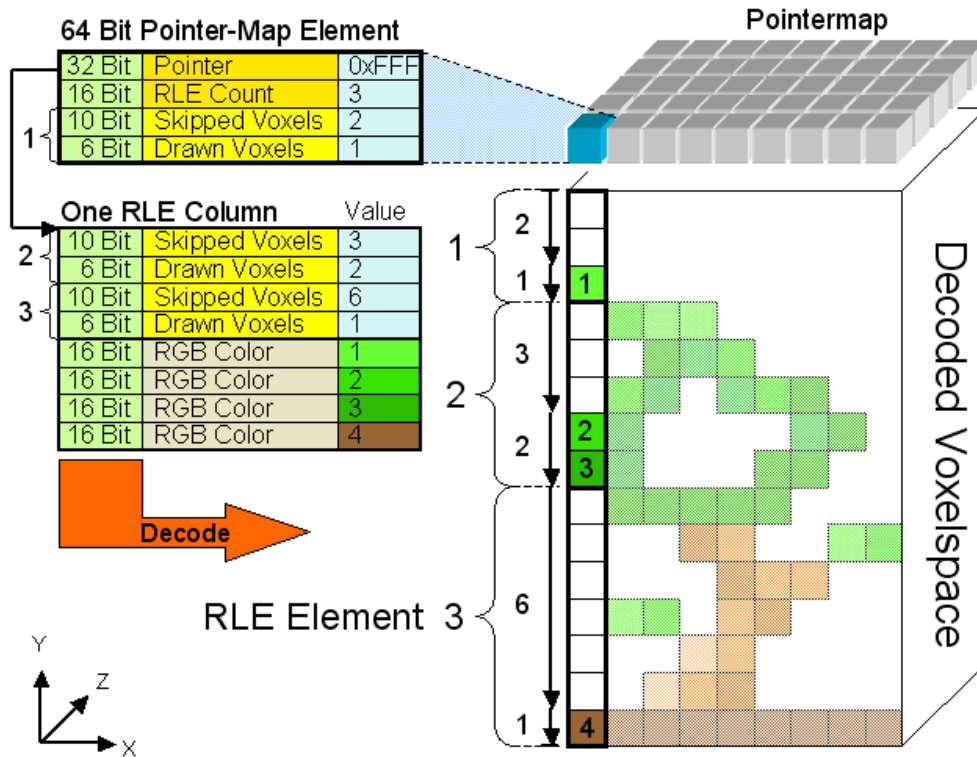 64 Bit Pointer-Map Element
32 Bit Pointer 0xFFF
16 Bit RLE Count 3
1
10 Bit Skipped Voxels 2
6 Bit Drawn Voxels 1
One RLE Column Value
2
10 Bit Skipped Voxels 3
6 Bit Drawn Voxels 2
3
10 Bit Skipped Voxels 6
6 Bit Drawn Voxels 1
16 Bit RGB Color 1
16 Bit RGB Color 2
16 Bit RGB Color 3
16 Bit RGB Color 4
Decode
RLE Element
Y
Z
X
Pointermap
1
2
1
1
2
3
2
2
3
3
6
1
4
Decoded Voxelspace